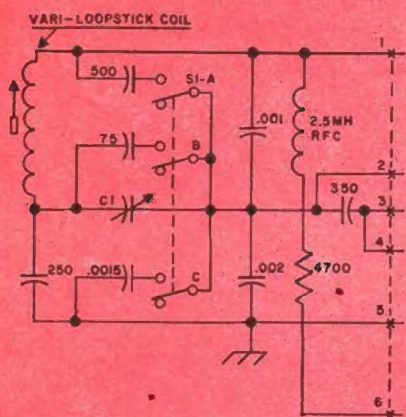 VARI-LOOPSTICK COIL
1
500
S1-A
.001
2.5MH
RFC
75
B
2
C1
350
3
4
250
.0015
C
.002
4700
5
6